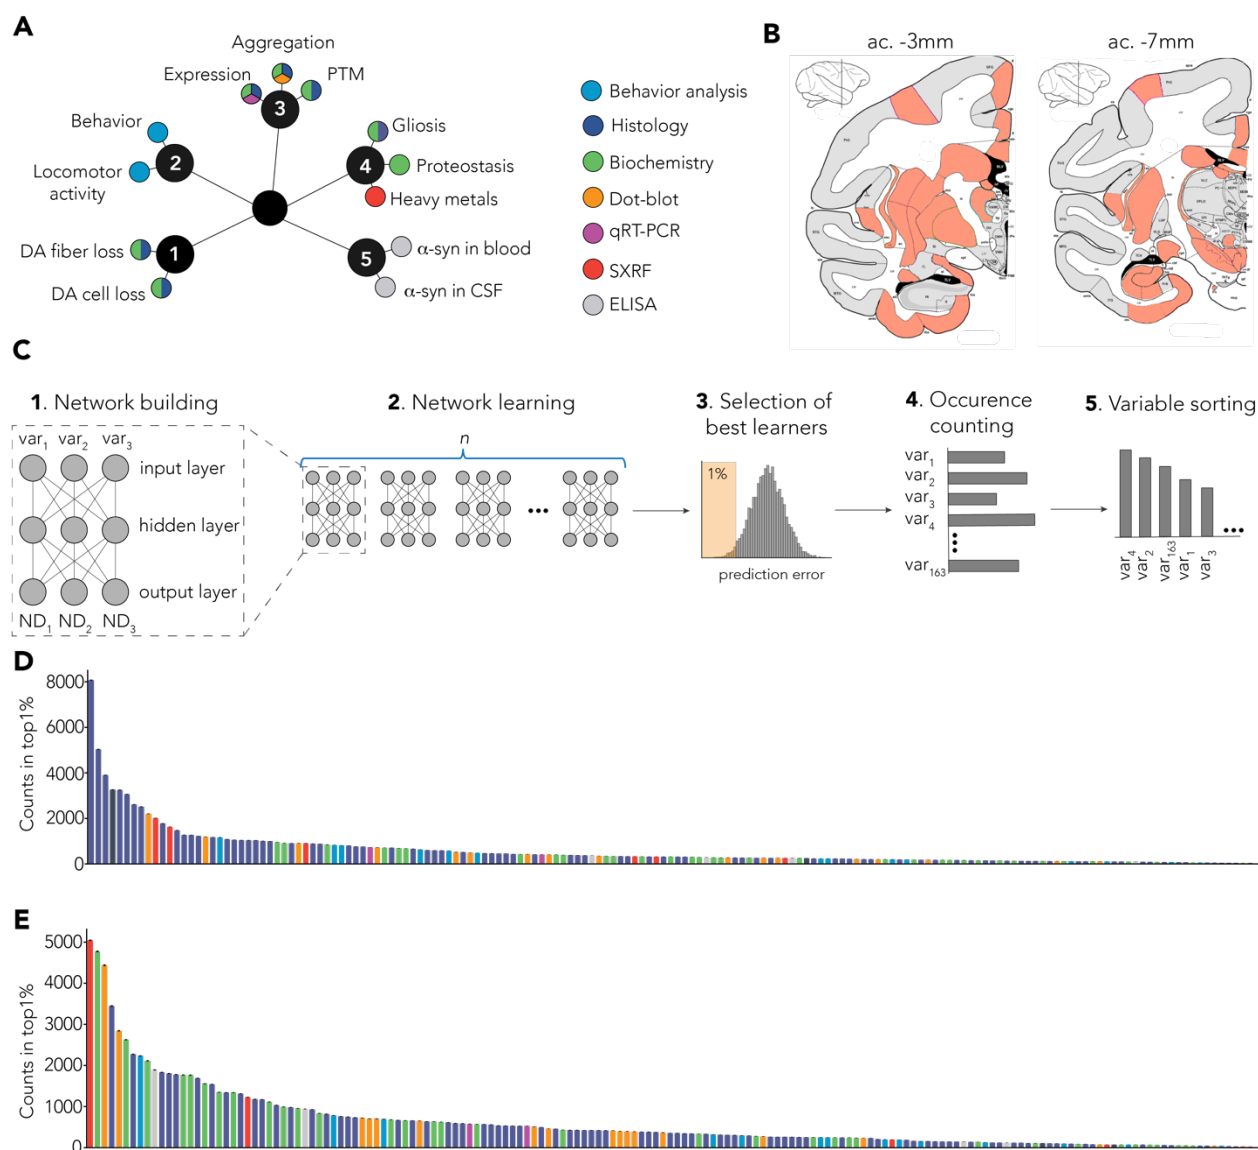 A
Aggregation
Expression
PTM
3
Behavior
2
Locomotor
activity
Gliosis
4
Proteostasis
Heavy metals
DA fiber loss
1
DA cell loss
5
α-syn in blood
α-syn in CSF
Behavior analysis
Histology
Biochemistry
Dot-blot
qRT-PCR
SXRF
ELISA
B
ac. -3mm
ac. -7mm
C
1. Network building
var1 var2 var3
input layer
hidden layer
output layer
ND1 ND2 ND3
2. Network learning
n
3. Selection of
best learners
1%
prediction error
4. Occurence
counting
var1
var2
var3
var4
var163
5. Variable sorting
var4 var2 var163 var1 var3
D
Counts in top1%
8000
6000
4000
2000
0
E
Counts in top1%
5000
4000
3000
2000
1000
0